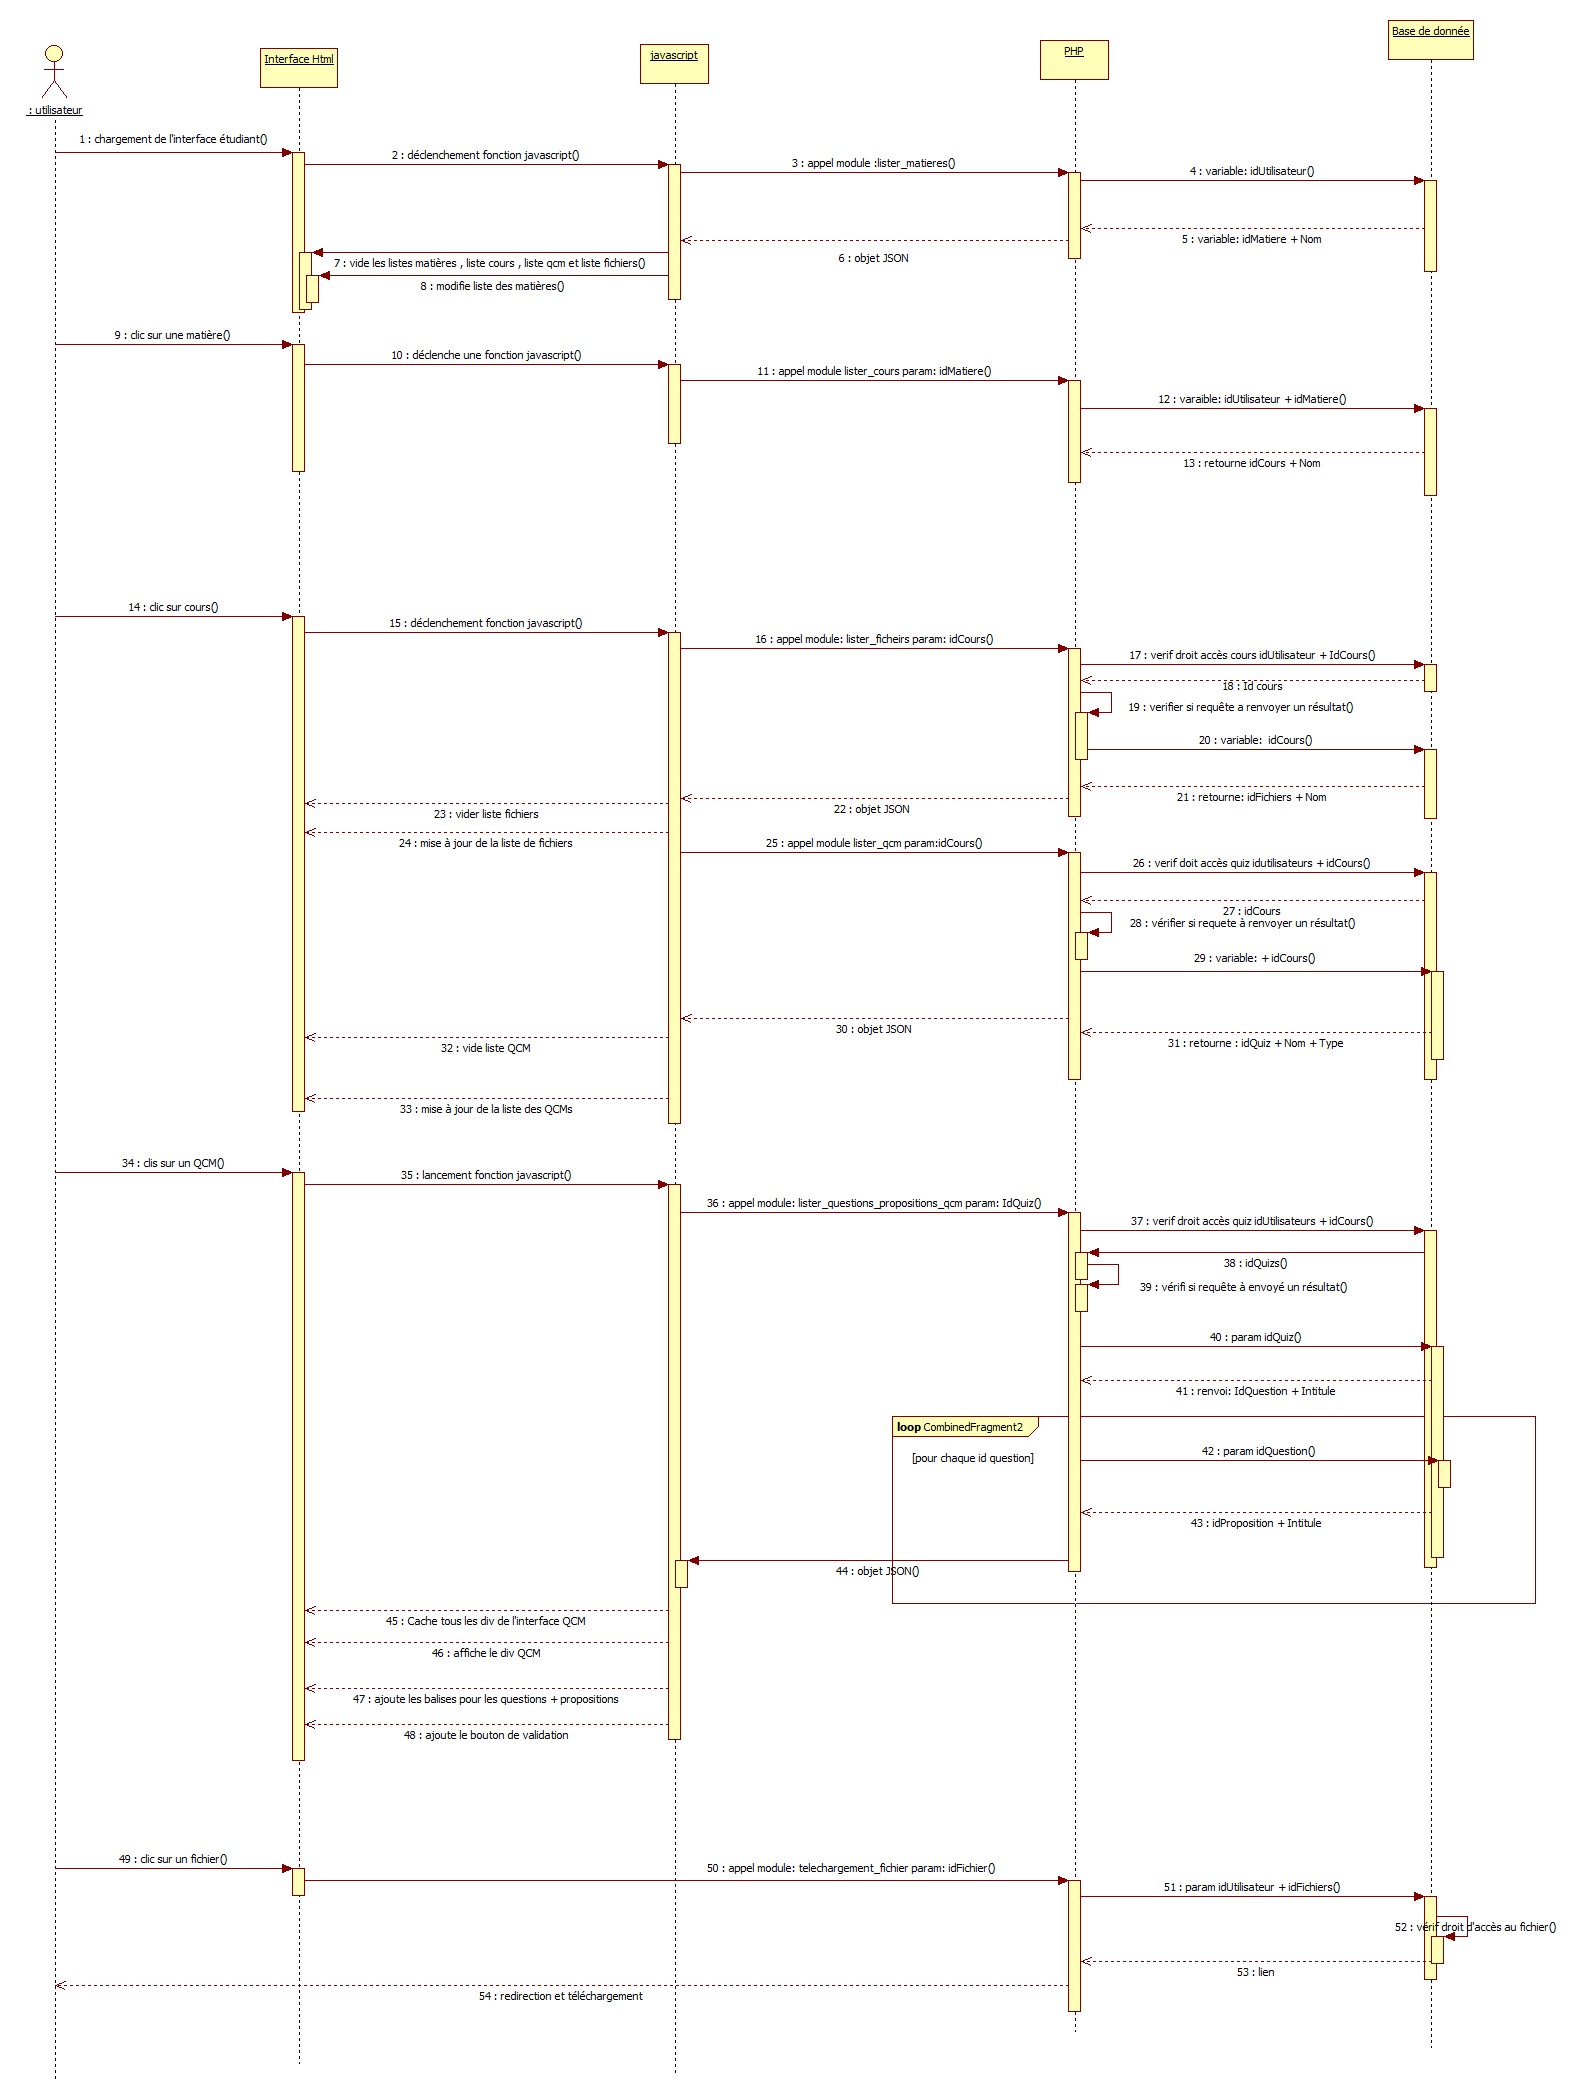 Base de donnée
PHP
javascript
Interface Html
: utilisateur
1 : chargement de l'interface étudiant()
2 : déclenchement fonction javascript()
3 : appel module :lister_matieres()
4 : variable: idUtilisateur()
5 : variable: idMatiere + Nom
6 : objet JSON
7 : vide les listes matières , liste cours , liste qcm et liste fichiers()
8 : modifie liste des matières()
9 : clic sur une matière()
10 : déclenche une fonction javascript()
11 : appel module lister_cours param: idMatiere()
12 : varaible: idUtilisateur + idMatiere()
13 : retourne idCours + Nom
14 : clic sur cours()
15 : déclenchement fonction javascript()
16 : appel module: lister_ficheirs param: idCours()
17 : verif droit accès cours idUtilisateur + IdCours()
18 : Id cours
19 : verifier si requête a renvoyer un résultat()
20 : variable:  idCours()
21 : retourne: idFichiers + Nom
22 : objet JSON
23 : vider liste fichiers
24 : mise à jour de la liste de fichiers
25 : appel module lister_qcm param:idCours()
26 : verif doit accès quiz idutilisateurs + idCours()
27 : idCours
28 : vérifier si requete à renvoyer un résultat()
29 : variable: + idCours()
30 : objet JSON
31 : retourne : idQuiz + Nom + Type
32 : vide liste QCM
33 : mise à jour de la liste des QCMs
34 : clis sur un QCM()
35 : lancement fonction javascript()
36 : appel module: lister_questions_propositions_qcm param: IdQuiz()
37 : verif droit accès quiz idUtilisateurs + idCours()
38 : idQuizs()
39 : vérifi si requête à envoyé un résultat()
40 : param idQuiz()
41 : renvoi: IdQuestion + Intitule
loop CombinedFragment2
[pour chaque id question]
42 : param idQuestion()
43 : idProposition + Intitule
44 : objet JSON()
45 : Cache tous les div de l'interface QCM
46 : affiche le div QCM
47 : ajoute les balises pour les questions + propositions
48 : ajoute le bouton de validation
49 : clic sur un fichier()
50 : appel module: telechargement_fichier param: idFichier()
51 : param idUtilisateur + idFichiers()
52 : vérif droit d'accès au fichier()
53 : lien
54 : redirection et téléchargement